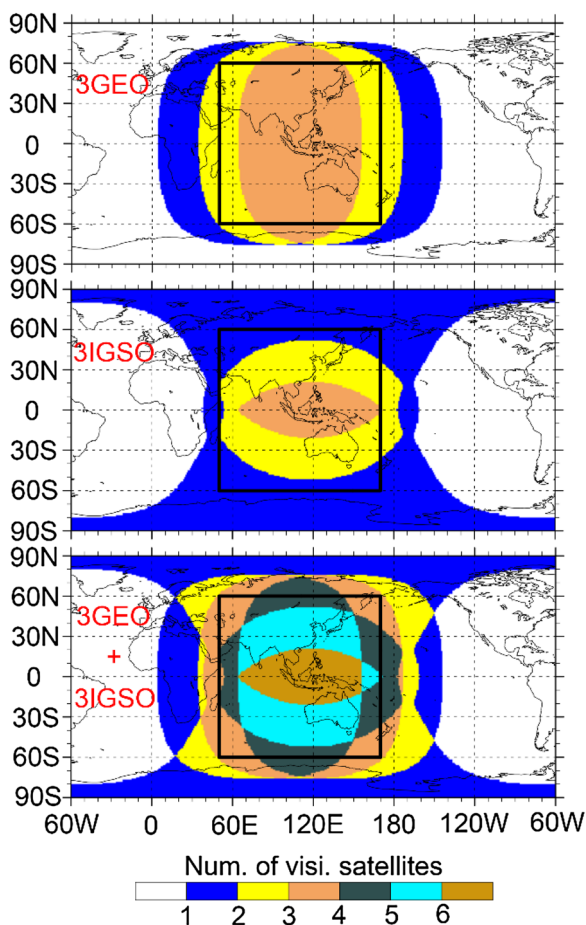 90N
60N
3GEO
30N
0
30S
60S
90S
90N
60N
3IGSO
30N
0
30S
60S
90S
90N
60N
3GEO
30N
+
0
3IGSO
30S
60S
90S
60W 0 60E 120E 180 120W 60W
Num. of visi. satellites
1 2 3 4 5 6